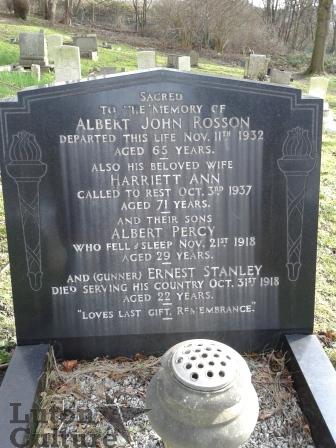 SACRED
TO THE MEMORY OF
ALBERT JOHN ROSSON
DEPARTED THIS LIFE NOV. 11TH 1932
AGED 65 YEARS.
ALSO HIS BELOVED WIFE
HARRIETT ANN
CALLED TO REST OCT. 3RD 1937
AGED 71 YEARS.
AND THEIR SONS
ALBERT PERCY
WHO FELL ASLEEP NOV. 21ST 1918
AGED 29 YEARS.
AND (GUNNER) ERNEST STANLEY
DIED SERVING HIS COUNTRY OCT. 31ST 1918
AGED 22 YEARS.
"LOVES LAST GIFT, REMEMBRANCE."
Luton
Culture